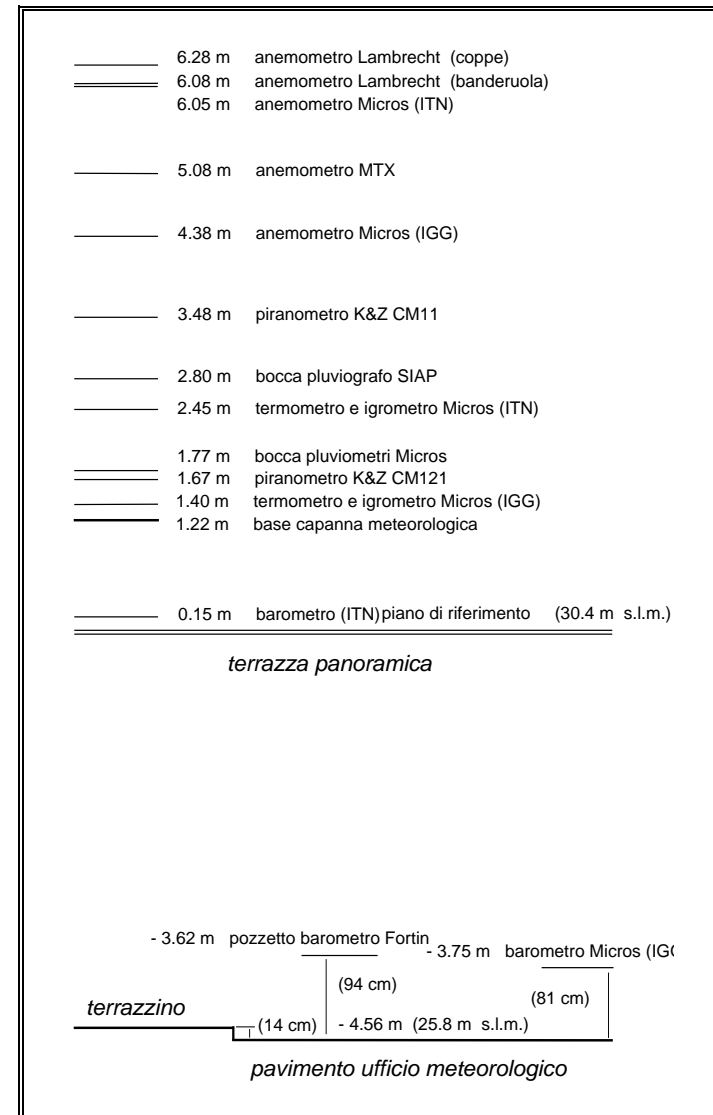 6.28 m anemometro Lambrecht (coppe)
6.08 m anemometro Lambrecht (banderuola)
6.05 m anemometro Micros (ITN)
5.08 m anemometro MTX
4.38 m anemometro Micros (IGG)
3.48 m piranometro K&Z CM11
2.80 m bocca pluviografo SIAP
2.45 m termometro e igrometro Micros (ITN)
1.77 m bocca pluviometri Micros
1.67 m piranometro K&Z CM121
1.40 m termometro e igrometro Micros (IGG)
1.22 m base capanna meteorologica
0.15 m barometro (ITN) piano di riferimento (30.4 m s.l.m.)
terrazza panoramica
- 3.62 m pozzetto barometro Fortin
- 3.75 m barometro Micros (IG
(94 cm)
(81 cm)
terrazzino
(14 cm) - 4.56 m (25.8 m s.l.m.)
pavimento ufficio meteorologico